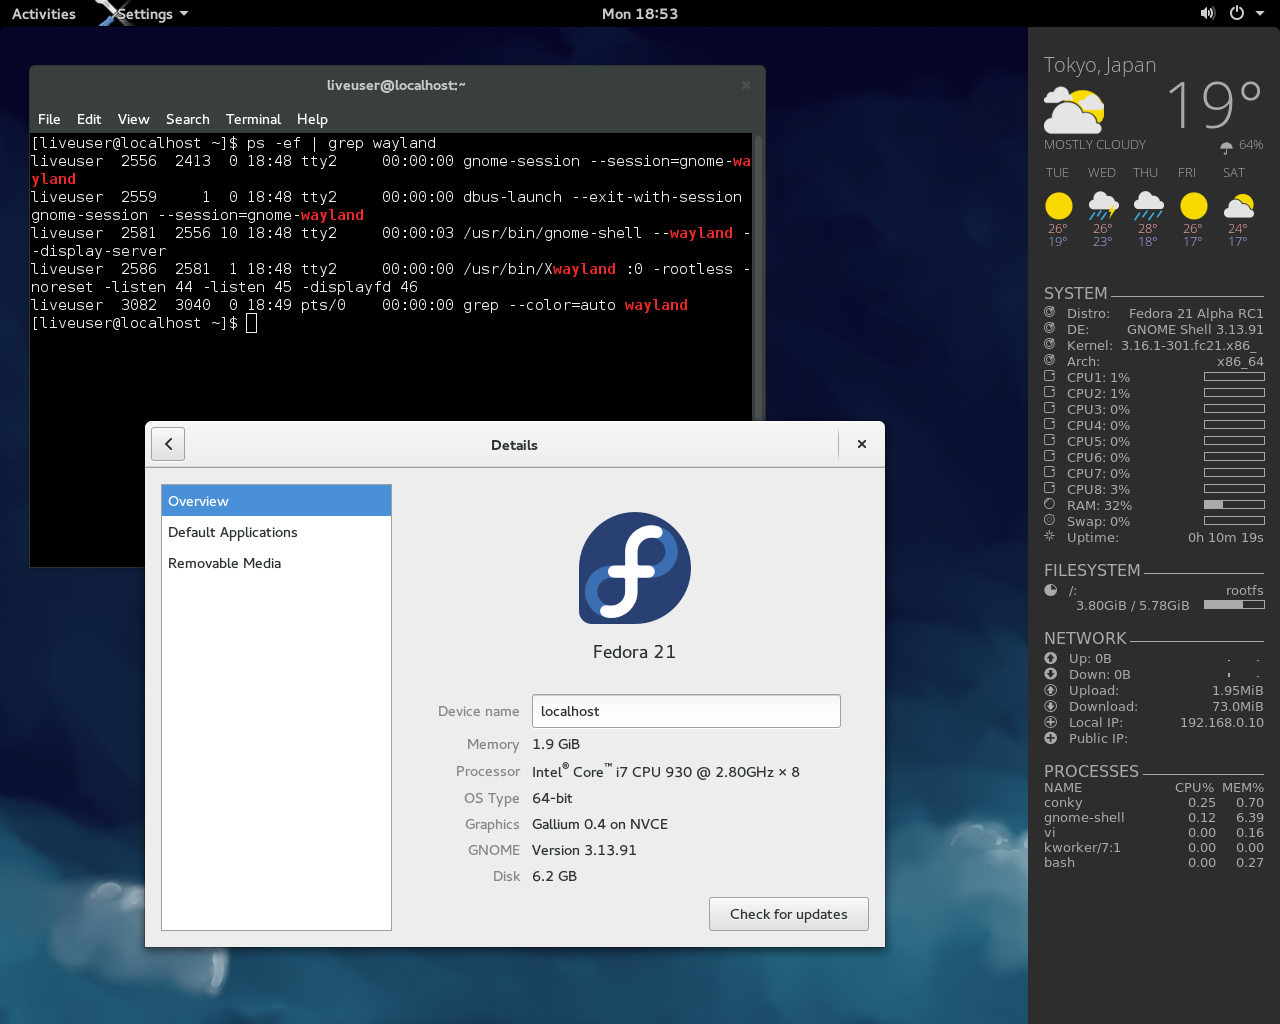 Activities Settings Mon 18:53
liveuser@localhost:~
File Edit View Search Terminal Help
[liveuser@localhost ~]$ ps -ef | grep wayland
liveuser  2556  2413  0 18:48 tty2     00:00:00 gnome-session --session=gnome-wa
yland
liveuser  2559     1  0 18:48 tty2     00:00:00 dbus-launch --exit-with-session
gnome-session --session=gnome-wayland
liveuser  2581  2556 10 18:48 tty2     00:00:03 /usr/bin/gnome-shell --wayland -
-display-server
liveuser  2586  2581  1 18:48 tty2     00:00:00 /usr/bin/Xwayland :0 -rootless -
noreset -listen 44 -listen 45 -displayfd 46
liveuser  3082  3040  0 18:49 pts/0    00:00:00 grep --color=auto wayland
[liveuser@localhost ~]$
Details
Overview
Default Applications
Removable Media
Fedora 21
Device name localhost
Memory 1.9 GiB
Processor Intel® Core™ i7 CPU 930 @ 2.80GHz × 8
OS Type 64-bit
Graphics Gallium 0.4 on NVCE
GNOME Version 3.13.91
Disk 6.2 GB
Check for updates
Tokyo, Japan
19°
MOSTLY CLOUDY 64%
TUE WED THU FRI SAT
26° 26° 28° 26° 24°
19° 23° 18° 17° 17°
SYSTEM
Distro: Fedora 21 Alpha RC1
DE: GNOME Shell 3.13.91
Kernel: 3.16.1-301.fc21.x86_
Arch: x86_64
CPU1: 1%
CPU2: 1%
CPU3: 0%
CPU4: 0%
CPU5: 0%
CPU6: 0%
CPU7: 0%
CPU8: 3%
RAM: 32%
Swap: 0%
Uptime: 0h 10m 19s
FILESYSTEM
/: rootfs
3.80GiB / 5.78GiB
NETWORK
Up: 0B
Down: 0B
Upload: 1.95MiB
Download: 73.0MiB
Local IP: 192.168.0.10
Public IP:
PROCESSES
NAME CPU% MEM%
conky 0.25 0.70
gnome-shell 0.12 6.39
vi 0.00 0.16
kworker/7:1 0.00 0.00
bash 0.00 0.27